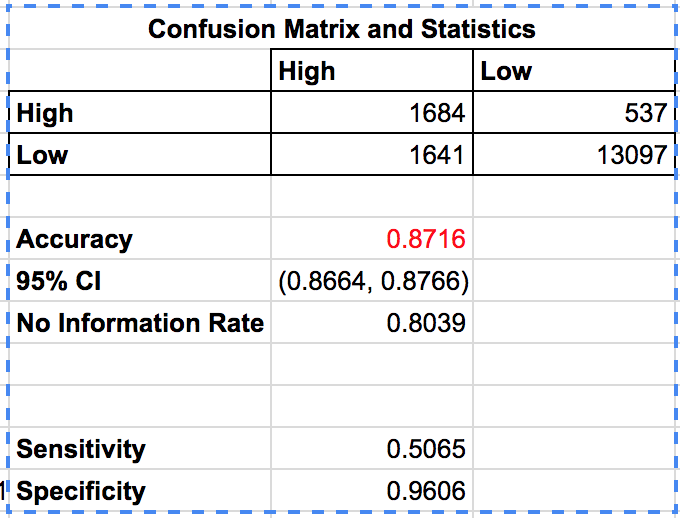 Confusion Matrix and Statistics
High Low
High 1684 537
Low 1641 13097
Accuracy 0.8716
95% CI (0.8664, 0.8766)
No Information Rate 0.8039
Sensitivity 0.5065
Specificity 0.9606